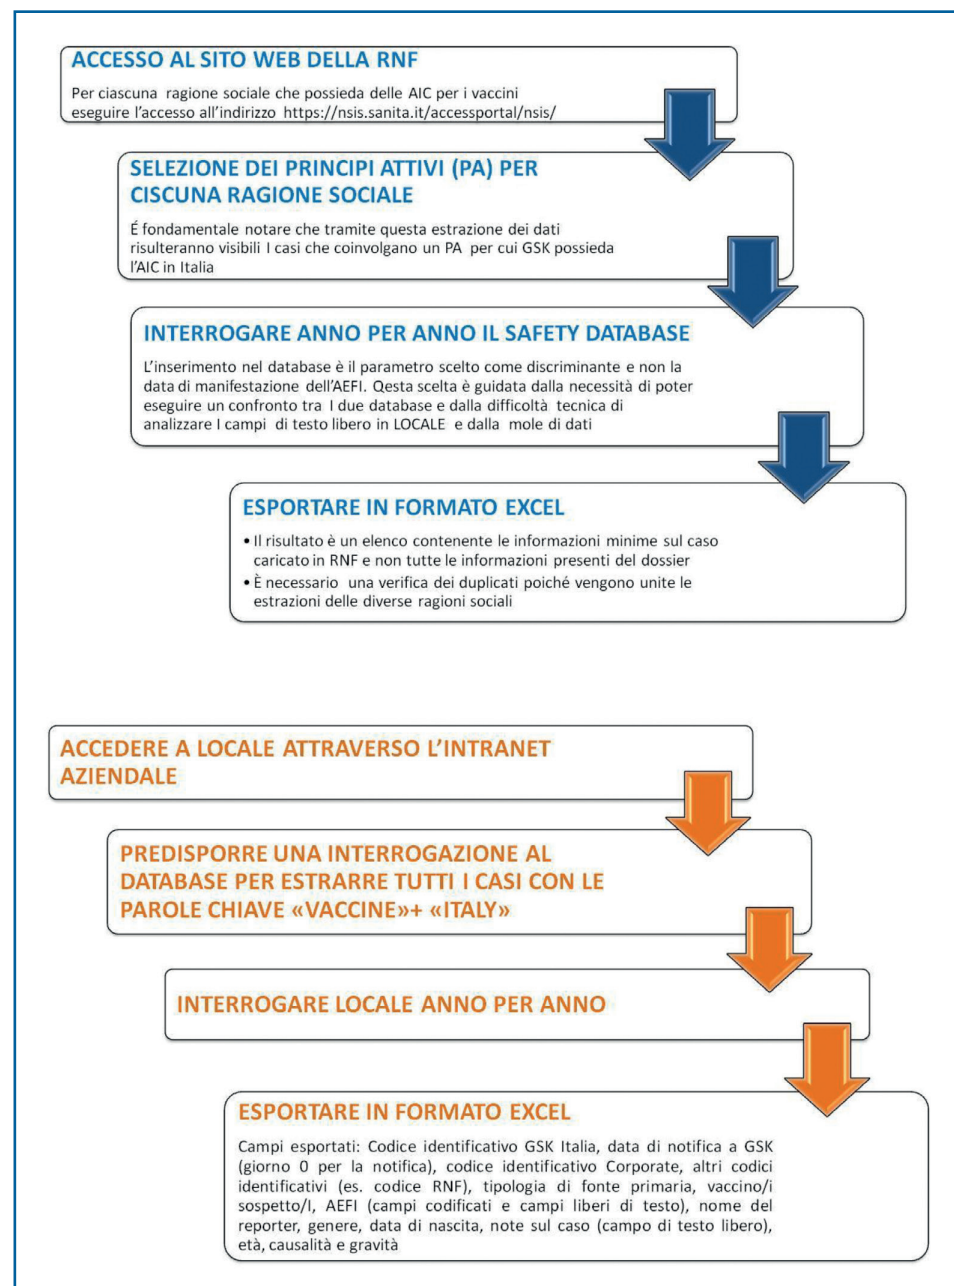 ACCESSO AL SITO WEB DELLA RNF
Per ciascuna ragione sociale che possieda delle AIC per i vaccini
eseguire l'accesso all'indirizzo https://nsis.sanita.it/accessportal/nsis/
SELEZIONE DEI PRINCIPI ATTIVI (PA) PER
CISCUNA RAGIONE SOCIALE
É fondamentale notare che tramite questa estrazione dei dati
risulteranno visibili I casi che coinvolgano un PA per cui GSK possieda
l'AIC in Italia
INTERROGARE ANNO PER ANNO IL SAFETY DATABASE
L'inserimento nel database è il parametro scelto come discriminante e non la
data di manifestazione dell'AEFI. Qesta scelta è guidata dalla necessità di poter
eseguire un confronto tra I due database e dalla difficoltà tecnica di
analizzare I campi di testo libero in LOCALE e dalla mole di dati
ESPORTARE IN FORMATO EXCEL
• Il risultato è un elenco contenente le informazioni minime sul caso
caricato in RNF e non tutte le informazioni presenti del dossier
• È necessario una verifica dei duplicati poiché vengono unite le
estrazioni delle diverse ragioni sociali
ACCEDERE A LOCALE ATTRAVERSO L'INTRANET
AZIENDALE
PREDISPORRE UNA INTERROGAZIONE AL
DATABASE PER ESTRARRE TUTTI I CASI CON LE
PAROLE CHIAVE «VACCINE»+ «ITALY»
INTERROGARE LOCALE ANNO PER ANNO
ESPORTARE IN FORMATO EXCEL
Campi esportati: Codice identificativo GSK Italia, data di notifica a GSK
(giorno 0 per la notifica), codice identificativo Corporate, altri codici
identificativi (es. codice RNF), tipologia di fonte primaria, vaccino/i
sospetto/I, AEFI (campi codificati e campi liberi di testo), nome del
reporter, genere, data di nascita, note sul caso (campo di testo libero),
età, causalità e gravità